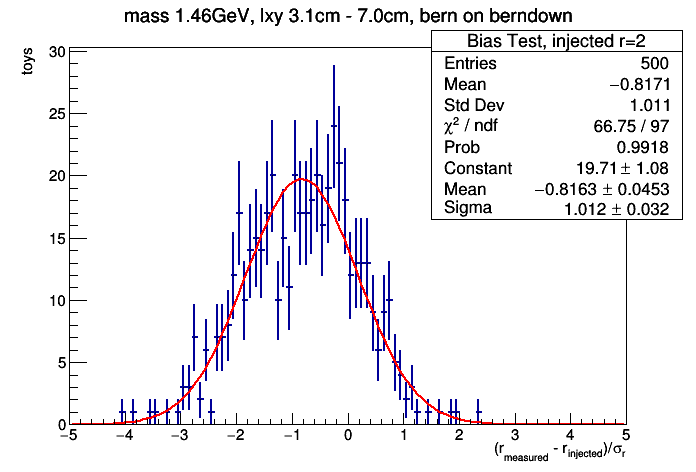 mass 1.46GeV, lxy 3.1cm - 7.0cm, bern on berndown
toys
Bias Test, injected r=2
Entries 500
Mean −0.8171
Std Dev 1.011
χ² / ndf 66.75 / 97
Prob 0.9918
Constant 19.71 ± 1.08
Mean −0.8163 ± 0.0453
Sigma 1.012 ± 0.032
30
25
20
15
10
5
0
−5 −4 −3 −2 −1 0 1 2 3 4 5
(r_measured - r_injected)/σ_r